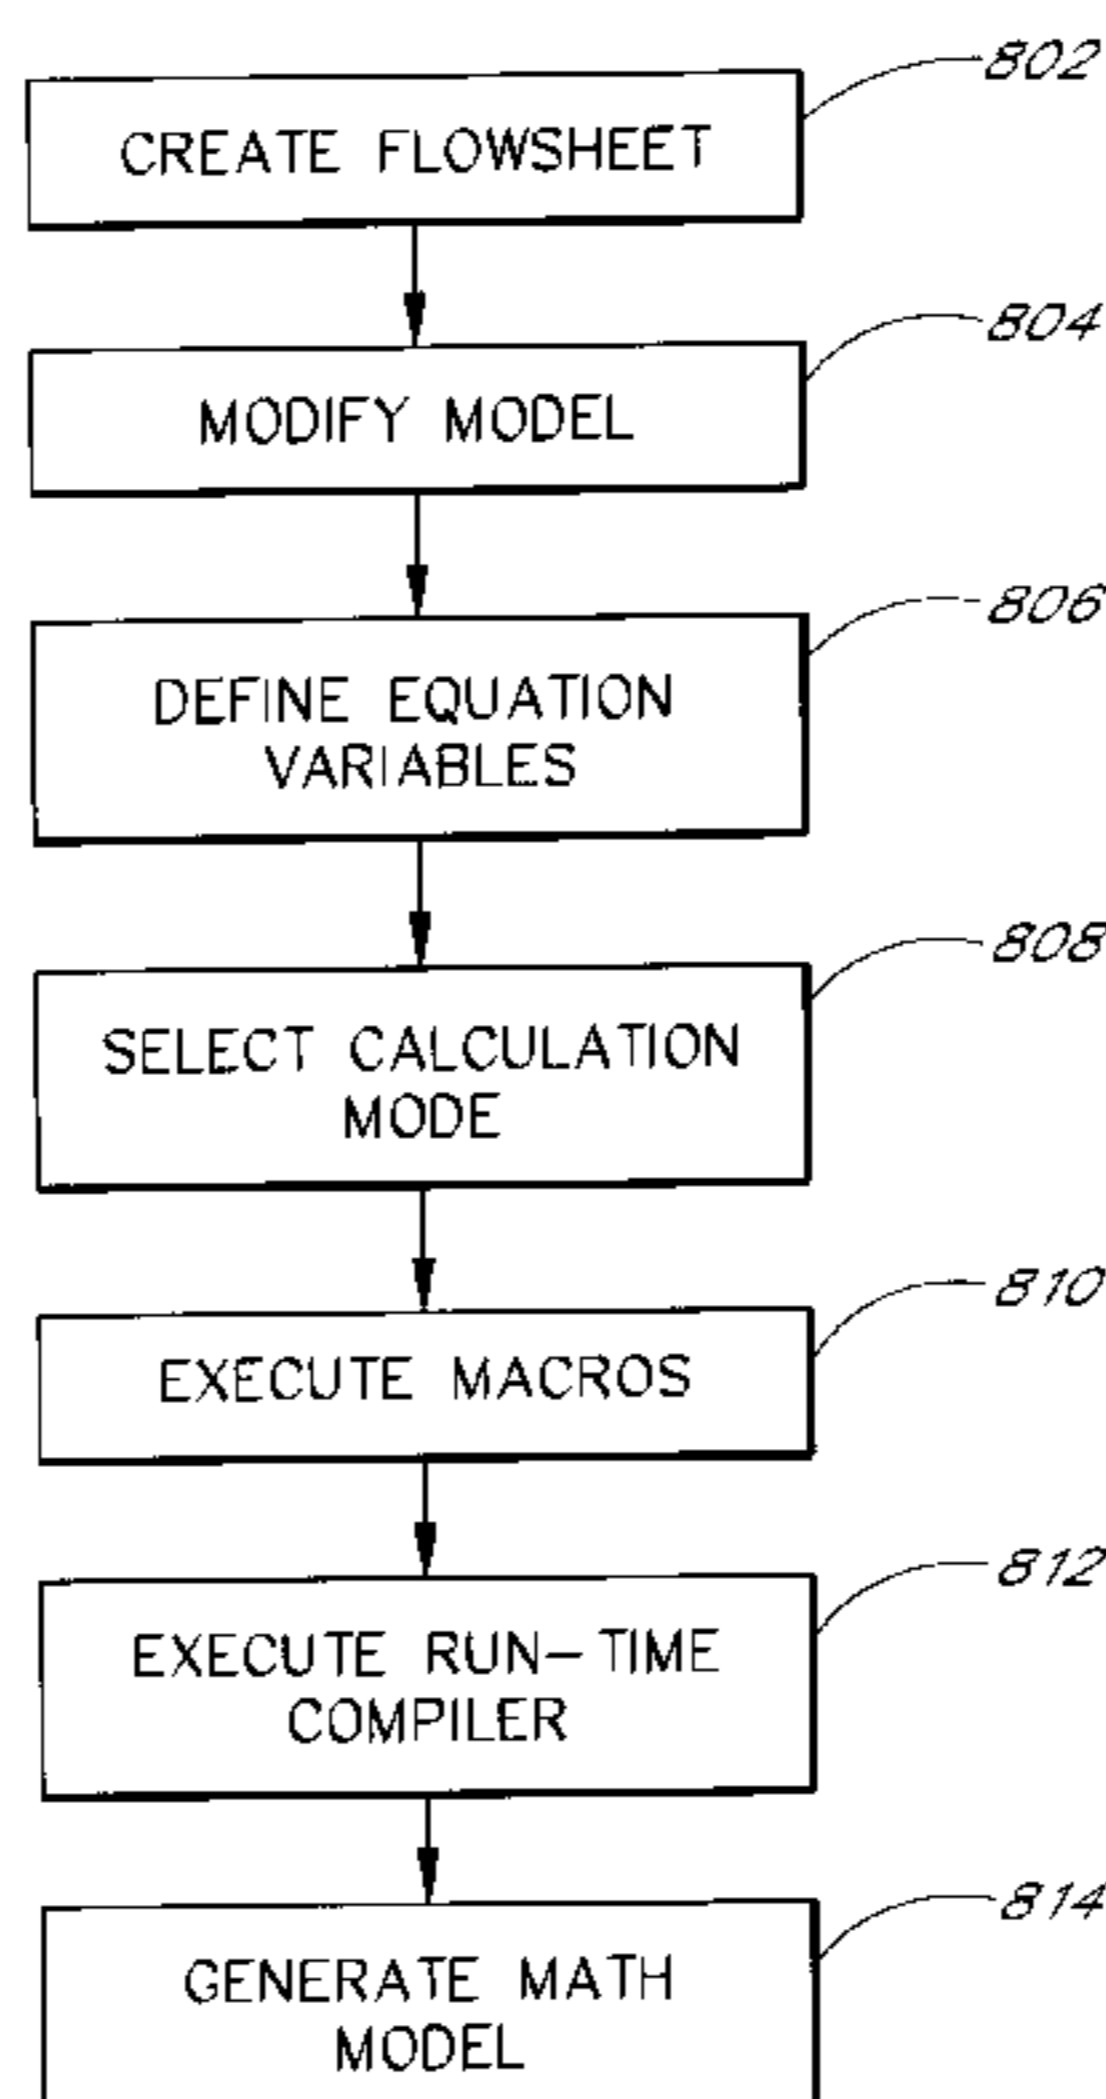 802
CREATE FLOWSHEET
804
MODIFY MODEL
806
DEFINE EQUATION
VARIABLES
808
SELECT CALCULATION
MODE
810
EXECUTE MACROS
812
EXECUTE RUN-TIME
COMPILER
814
GENERATE MATH
MODEL